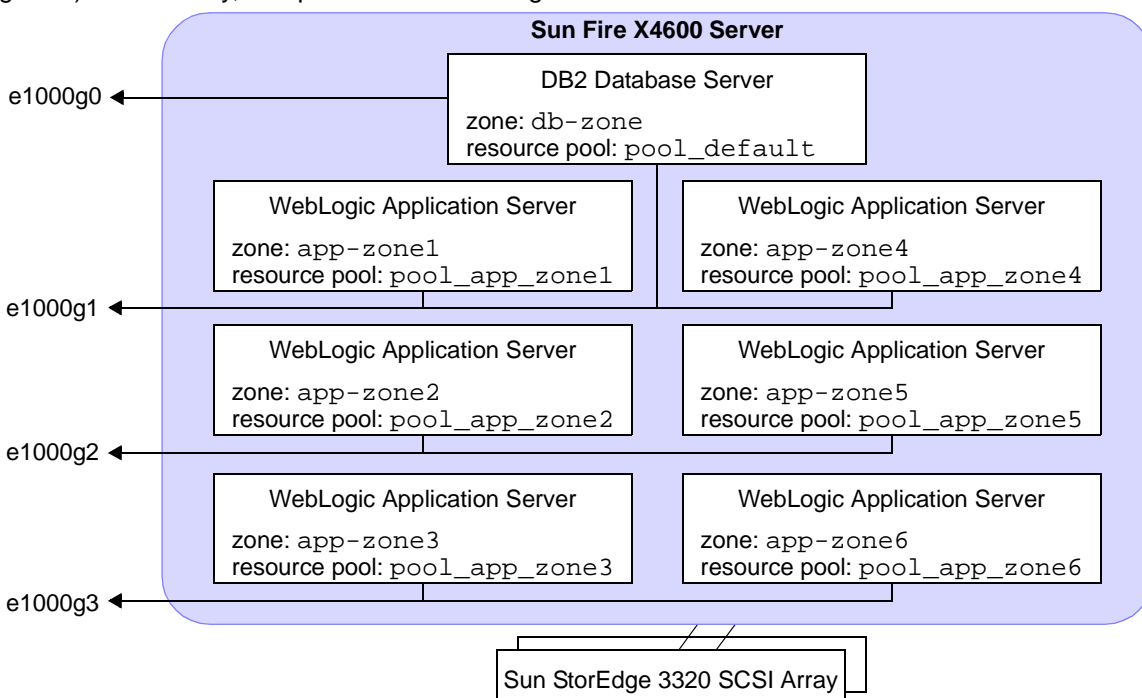 Sun Fire X4600 Server
DB2 Database Server
zone: db-zone
resource pool: pool_default
e1000g0
WebLogic Application Server
zone: app-zone1
resource pool: pool_app_zone1
WebLogic Application Server
zone: app-zone4
resource pool: pool_app_zone4
e1000g1
WebLogic Application Server
zone: app-zone2
resource pool: pool_app_zone2
WebLogic Application Server
zone: app-zone5
resource pool: pool_app_zone5
e1000g2
WebLogic Application Server
zone: app-zone3
resource pool: pool_app_zone3
WebLogic Application Server
zone: app-zone6
resource pool: pool_app_zone6
e1000g3
Sun StorEdge 3320 SCSI Array